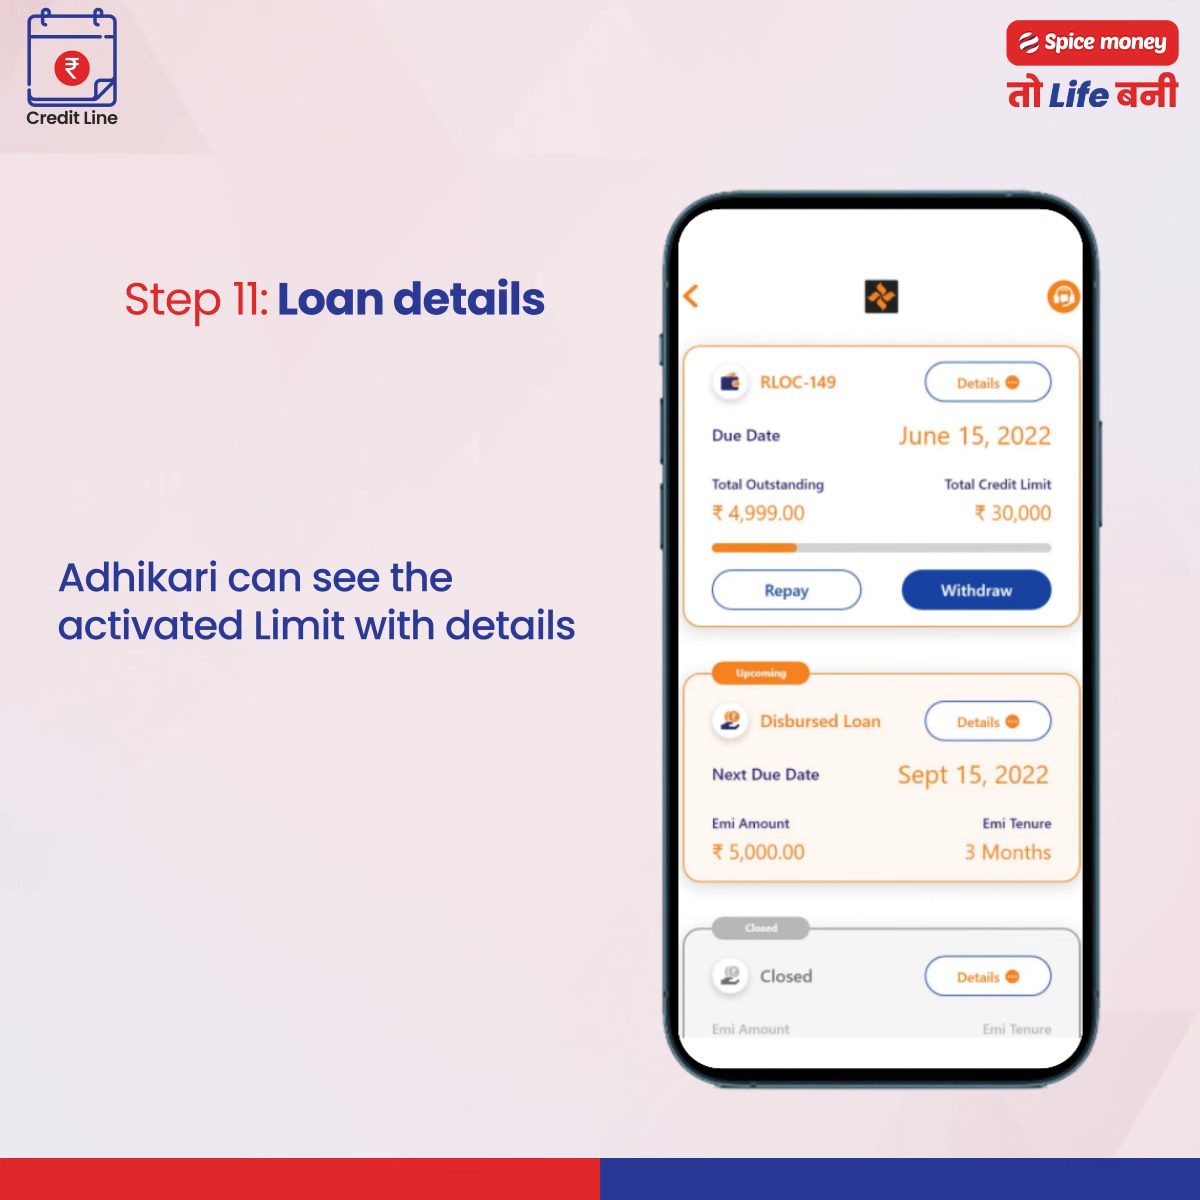 ₹
Credit Line
Spice money
तो Life बनी
Step 11: Loan details
Adhikari can see the
activated Limit with details
RLOC-149
Details
Due Date
June 15, 2022
Total Outstanding
Total Credit Limit
₹ 4,999.00
₹ 30,000
Repay
Withdraw
Upcoming
Disbursed Loan
Details
Next Due Date
Sept 15, 2022
Emi Amount
Emi Tenure
₹ 5,000.00
3 Months
Closed
Closed
Details
Emi Amount
Emi Tenure